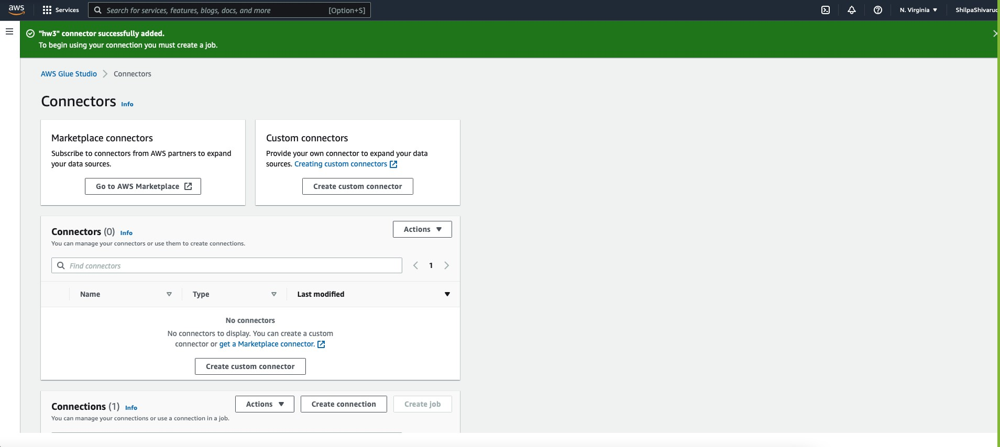 aws
Services
Search for services, features, blogs, docs, and more
[Option+S]
N. Virginia
ShilpaShivaruc
"hw3" connector successfully added.
To begin using your connection you must create a job.
AWS Glue Studio
Connectors
Connectors
Info
Marketplace connectors
Subscribe to connectors from AWS partners to expand
your data sources.
Go to AWS Marketplace
Custom connectors
Provide your own connector to expand your data
sources. Creating custom connectors
Create custom connector
Connectors (0) Info
You can manage your connectors or use them to create connections.
Actions
Find connectors
1
Name
Type
Last modified
No connectors
No connectors to display. You can create a custom
connector or get a Marketplace connector.
Create custom connector
Connections (1) Info
You can manage your connections or use a connection in a job.
Actions
Create connection
Create job